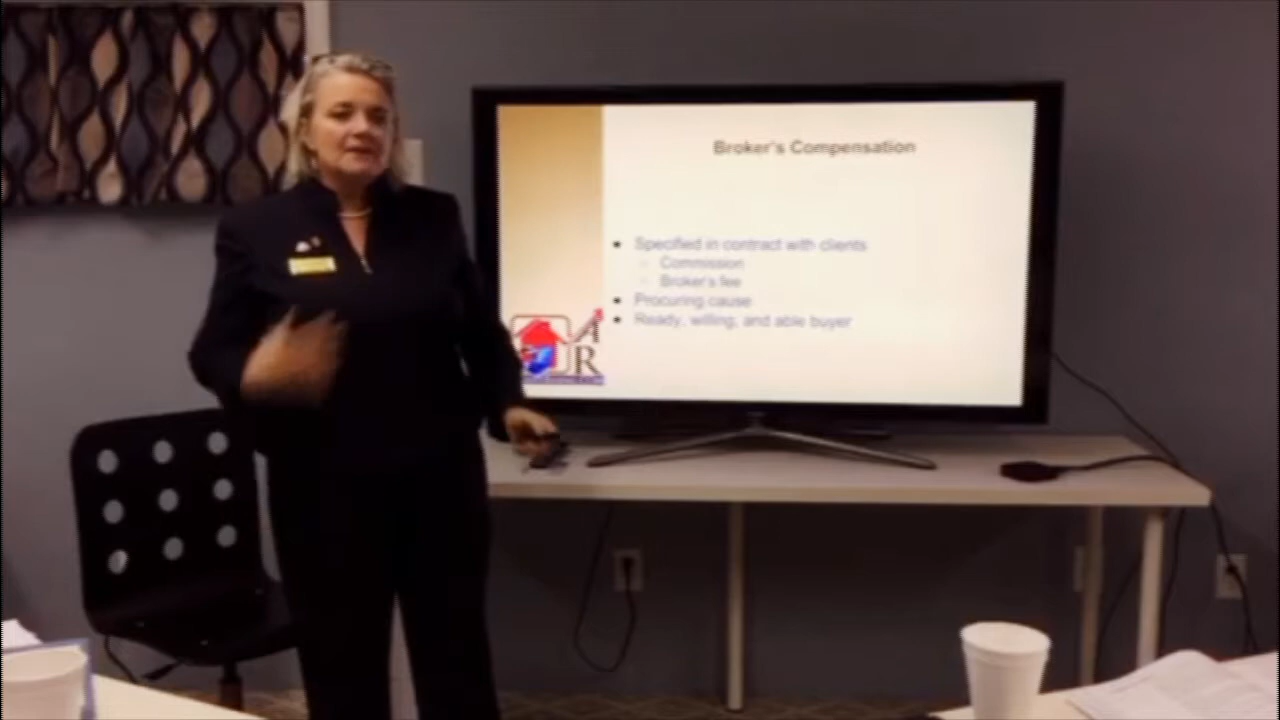 Broker's Compensation
● Specified in contract with clients
○ Commission
○ Broker's fee
● Procuring cause
● Ready, willing, and able buyer
A
R